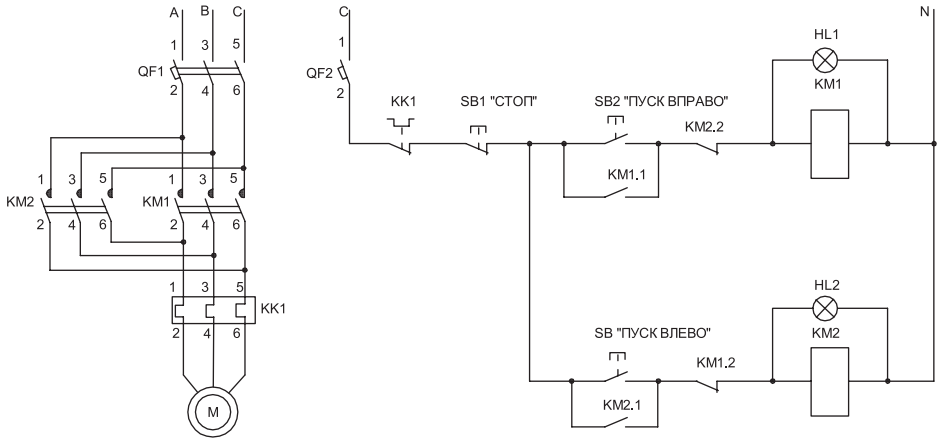 A B C
1 3 5
QF1
2 4 6
1 3 5 1 3 5
KM2 KM1
2 4 6 2 4 6
1 3 5
KK1
2 4 6
M
C N
1
QF2
2
KK1 SB1 "СТОП" SB2 "ПУСК ВПРАВО" KM2.2
KM1.1
HL1
KM1
SB "ПУСК ВЛЕВО" KM1.2
KM2.1
HL2
KM2